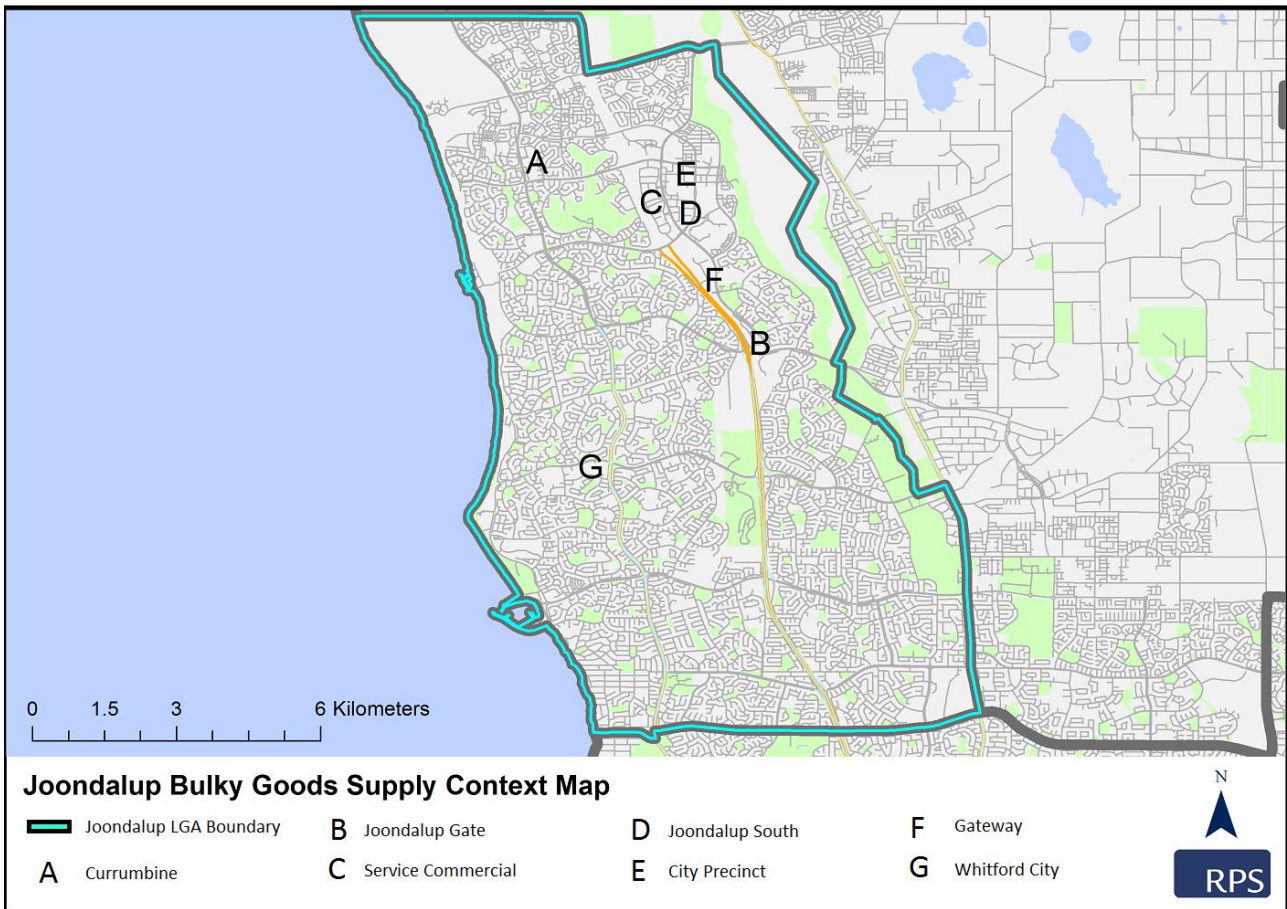 A
E
C
D
F
B
G
0 1.5 3 6 Kilometers
Joondalup Bulky Goods Supply Context Map
N
Joondalup LGA Boundary
B Joondalup Gate
D Joondalup South
F Gateway
A Currumbine
C Service Commercial
E City Precinct
G Whitford City
RPS